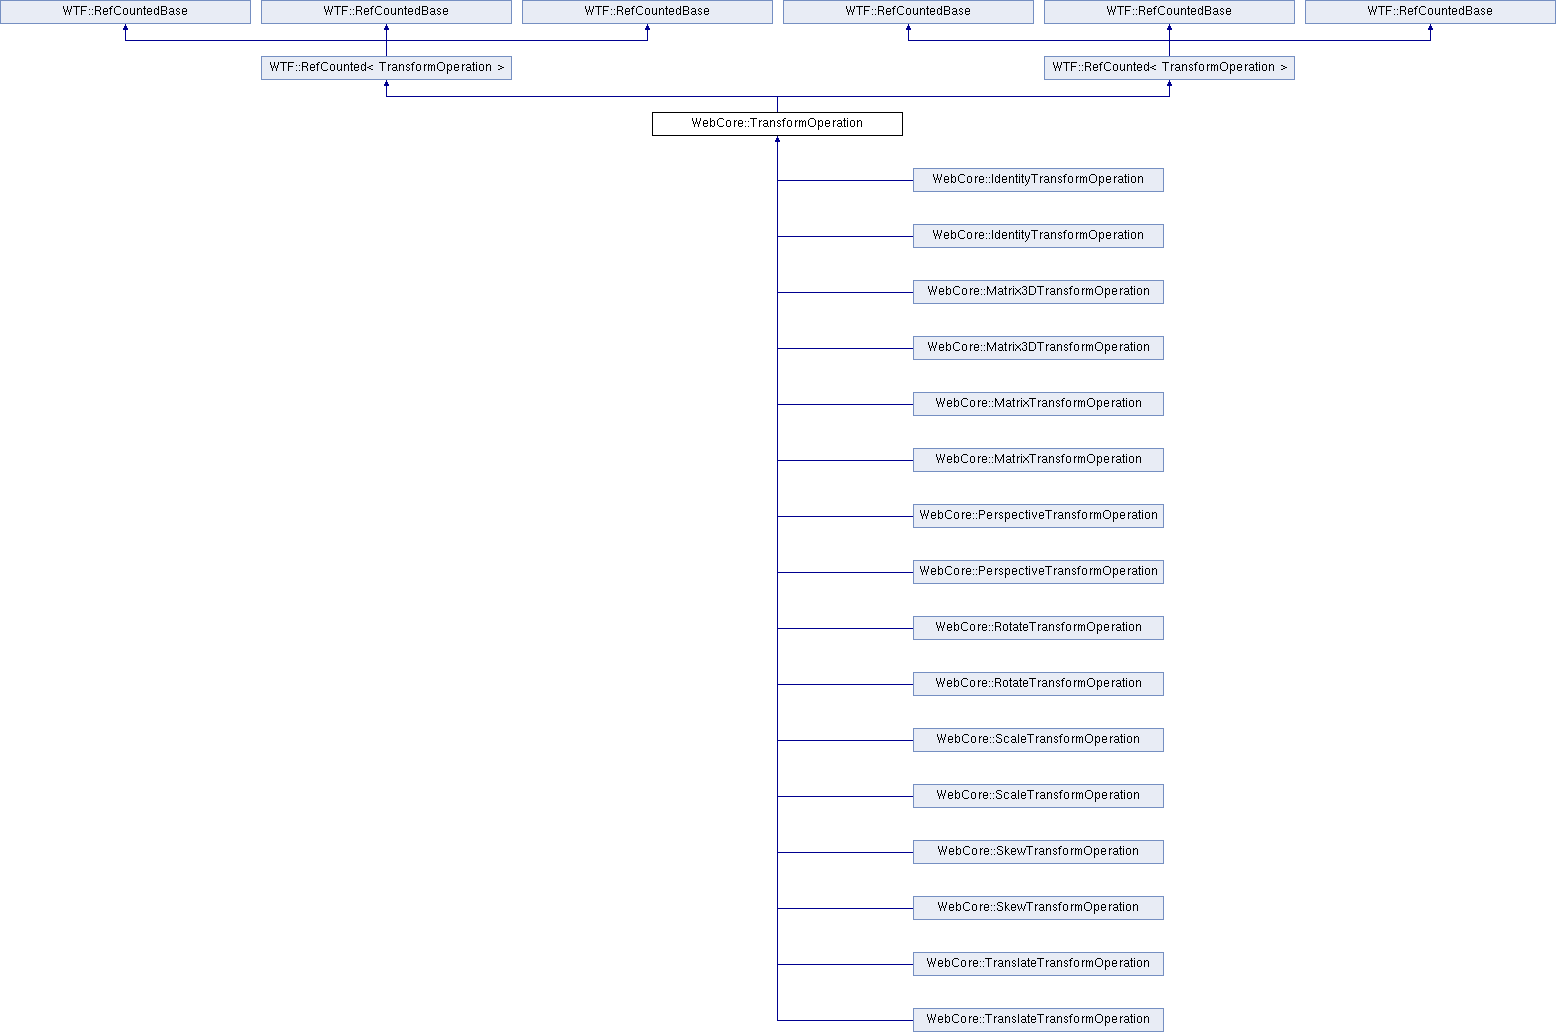 WTF::RefCountedBase
WTF::RefCountedBase
WTF::RefCountedBase
WTF::RefCountedBase
WTF::RefCountedBase
WTF::RefCountedBase
WTF::RefCounted< TransformOperation >
WTF::RefCounted< TransformOperation >
WebCore::TransformOperation
WebCore::IdentityTransformOperation
WebCore::IdentityTransformOperation
WebCore::Matrix3DTransformOperation
WebCore::Matrix3DTransformOperation
WebCore::MatrixTransformOperation
WebCore::MatrixTransformOperation
WebCore::PerspectiveTransformOperation
WebCore::PerspectiveTransformOperation
WebCore::RotateTransformOperation
WebCore::RotateTransformOperation
WebCore::ScaleTransformOperation
WebCore::ScaleTransformOperation
WebCore::SkewTransformOperation
WebCore::SkewTransformOperation
WebCore::TranslateTransformOperation
WebCore::TranslateTransformOperation